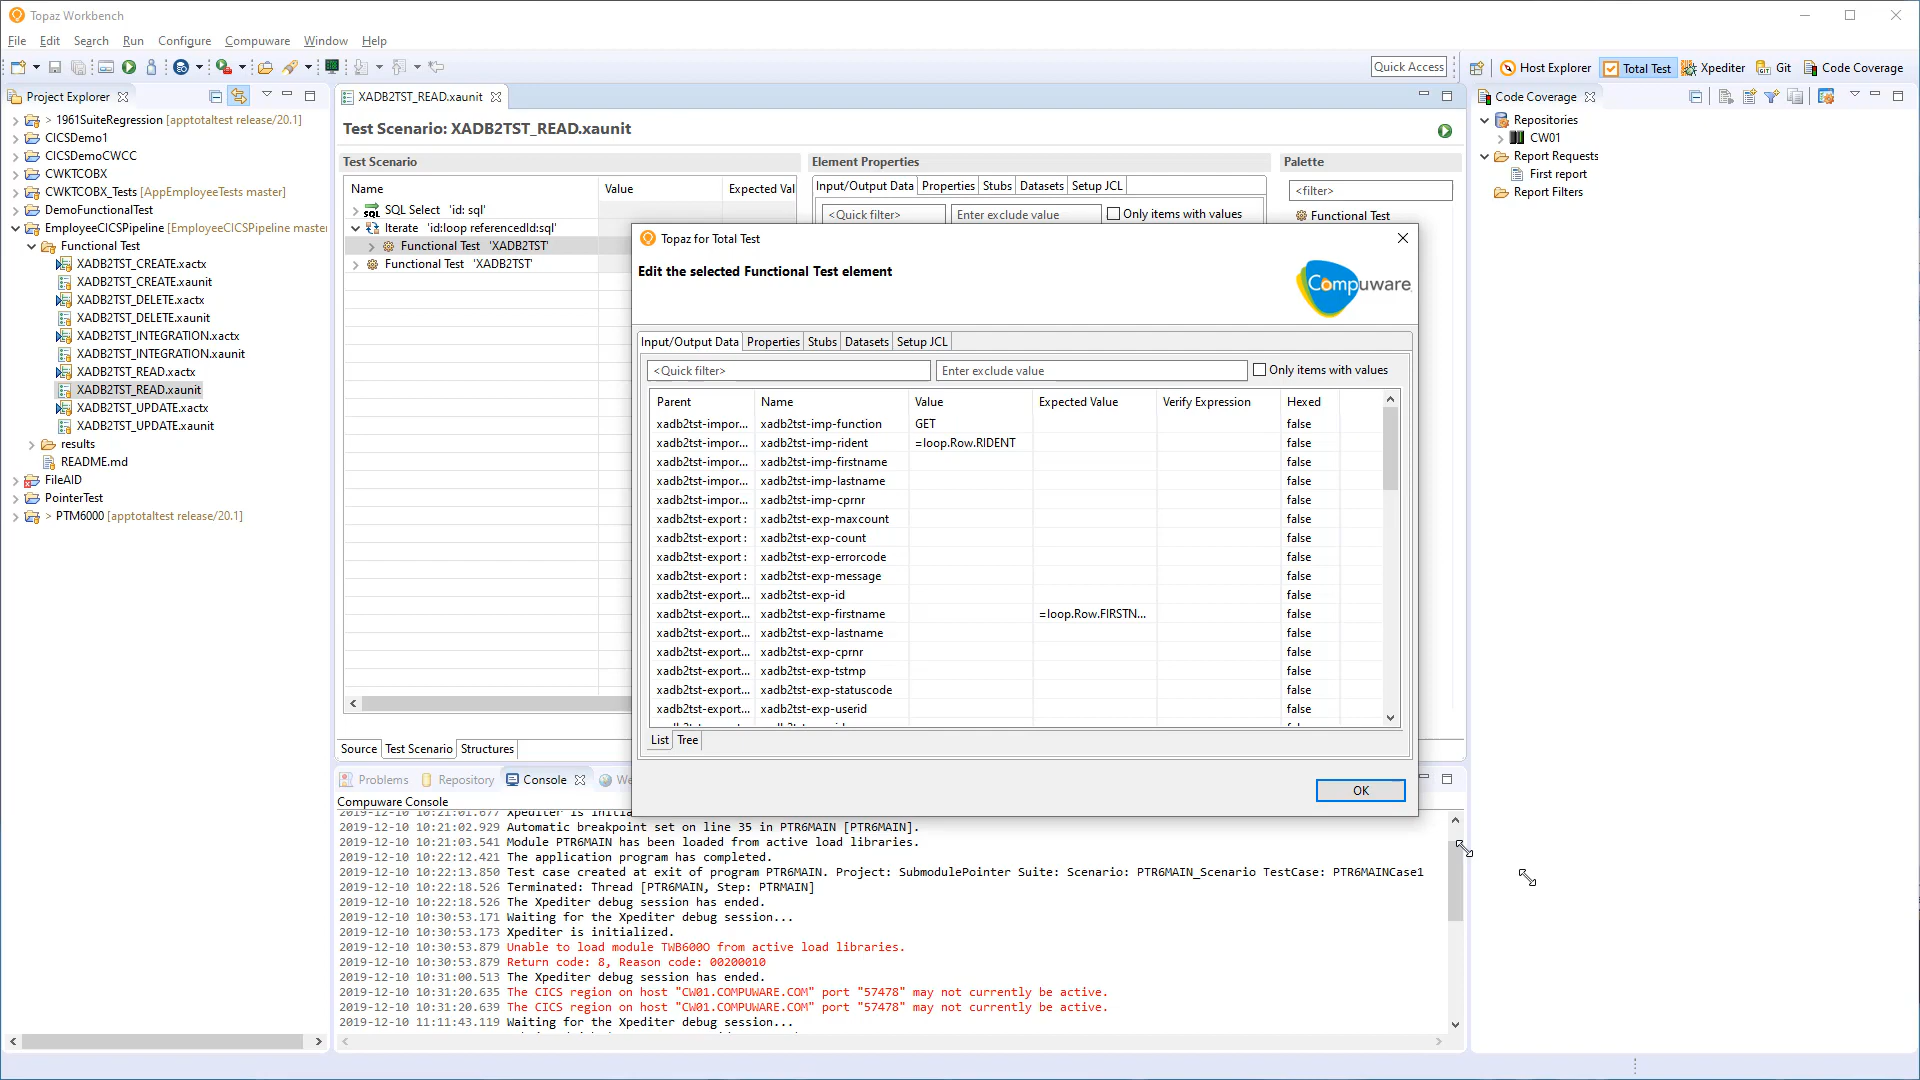 Topaz Workbench
File Edit Search Run Configure Compuware Window Help
Quick Access Host Explorer Total Test Xpediter Git Code Coverage
Project Explorer
> 1961SuiteRegression [apptotaltest release/20.1]
CICSDemo1
CICSDemoCWCC
CWKTCOBX
CWKTCOBX_Tests [AppEmployeeTests master]
DemoFunctionalTest
EmployeeCICSPipeline [EmployeeCICSPipeline master
Functional Test
XADB2TST_CREATE.xactx
XADB2TST_CREATE.xaunit
XADB2TST_DELETE.xactx
XADB2TST_DELETE.xaunit
XADB2TST_INTEGRATION.xactx
XADB2TST_INTEGRATION.xaunit
XADB2TST_READ.xactx
XADB2TST_READ.xaunit
XADB2TST_UPDATE.xactx
XADB2TST_UPDATE.xaunit
results
README.md
FileAID
PointerTest
> PTM6000 [apptotaltest release/20.1]
XADB2TST_READ.xaunit
Test Scenario: XADB2TST_READ.xaunit
Test Scenario
Name Value Expected Val
SQL Select 'id: sql'
Iterate 'id:loop referencedId:sql'
Functional Test 'XADB2TST'
Functional Test 'XADB2TST'
Source Test Scenario Structures
Element Properties
Input/Output Data Properties Stubs Datasets Setup JCL
<Quick filter> Enter exclude value Only items with values
Palette
<filter>
Functional Test
Topaz for Total Test
Edit the selected Functional Test element
Compuware
Input/Output Data Properties Stubs Datasets Setup JCL
<Quick filter> Enter exclude value Only items with values
Parent Name Value Expected Value Verify Expression Hexed
xadb2tst-impor... xadb2tst-imp-function GET false
xadb2tst-impor... xadb2tst-imp-rident =loop.Row.RIDENT false
xadb2tst-impor... xadb2tst-imp-firstname false
xadb2tst-impor... xadb2tst-imp-lastname false
xadb2tst-impor... xadb2tst-imp-cprnr false
xadb2tst-export : xadb2tst-exp-maxcount false
xadb2tst-export : xadb2tst-exp-count false
xadb2tst-export : xadb2tst-exp-errorcode false
xadb2tst-export : xadb2tst-exp-message false
xadb2tst-export... xadb2tst-exp-id false
xadb2tst-export... xadb2tst-exp-firstname =loop.Row.FIRSTN... false
xadb2tst-export... xadb2tst-exp-lastname false
xadb2tst-export... xadb2tst-exp-cprnr false
xadb2tst-export... xadb2tst-exp-tstmp false
xadb2tst-export... xadb2tst-exp-statuscode false
xadb2tst-export... xadb2tst-exp-userid false
List Tree
OK
Problems Repository Console We
Compuware Console
2019-12-10 10:21:01.677 Xpediter is initia
2019-12-10 10:21:02.929 Automatic breakpoint set on line 35 in PTR6MAIN [PTR6MAIN].
2019-12-10 10:21:03.541 Module PTR6MAIN has been loaded from active load libraries.
2019-12-10 10:22:12.421 The application program has completed.
2019-12-10 10:22:13.850 Test case created at exit of program PTR6MAIN. Project: SubmodulePointer Suite: Scenario: PTR6MAIN_Scenario TestCase: PTR6MAINCase1
2019-12-10 10:22:18.526 Terminated: Thread [PTR6MAIN, Step: PTRMAIN]
2019-12-10 10:22:18.526 The Xpediter debug session has ended.
2019-12-10 10:30:53.171 Waiting for the Xpediter debug session...
2019-12-10 10:30:53.173 Xpediter is initialized.
2019-12-10 10:30:53.879 Unable to load module TWB600O from active load libraries.
2019-12-10 10:30:53.879 Return code: 8, Reason code: 00200010
2019-12-10 10:31:00.513 The Xpediter debug session has ended.
2019-12-10 10:31:20.635 The CICS region on host "CW01.COMPUWARE.COM" port "57478" may not currently be active.
2019-12-10 10:31:20.639 The CICS region on host "CW01.COMPUWARE.COM" port "57478" may not currently be active.
2019-12-10 11:11:43.119 Waiting for the Xpediter debug session...
Code Coverage
Repositories
CW01
Report Requests
First report
Report Filters